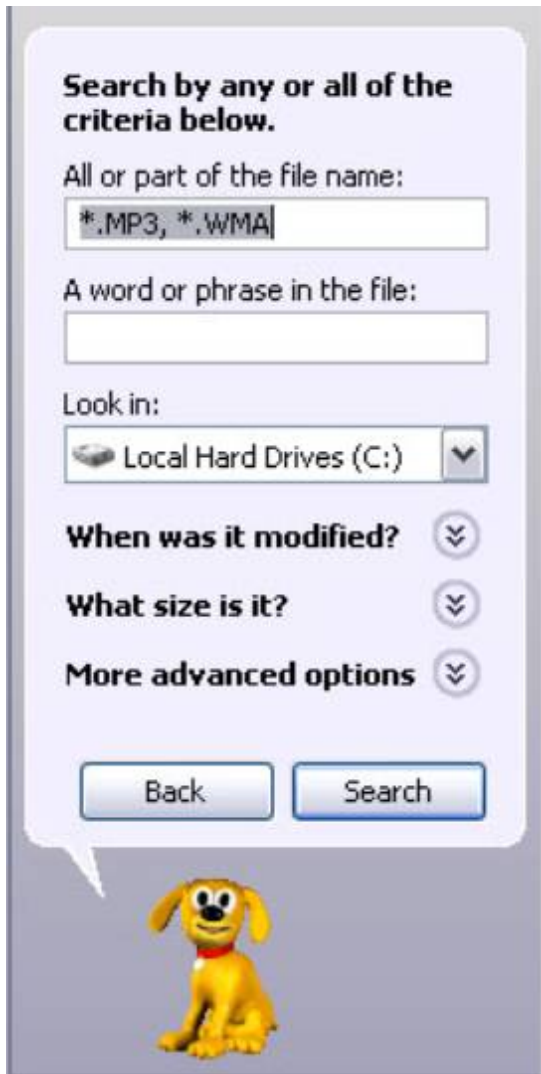 Search by any or all of the
criteria below.
All or part of the file name:
*.MP3, *.WMA
A word or phrase in the file:
Look in:
Local Hard Drives (C:)
When was it modified?
What size is it?
More advanced options
Back
Search